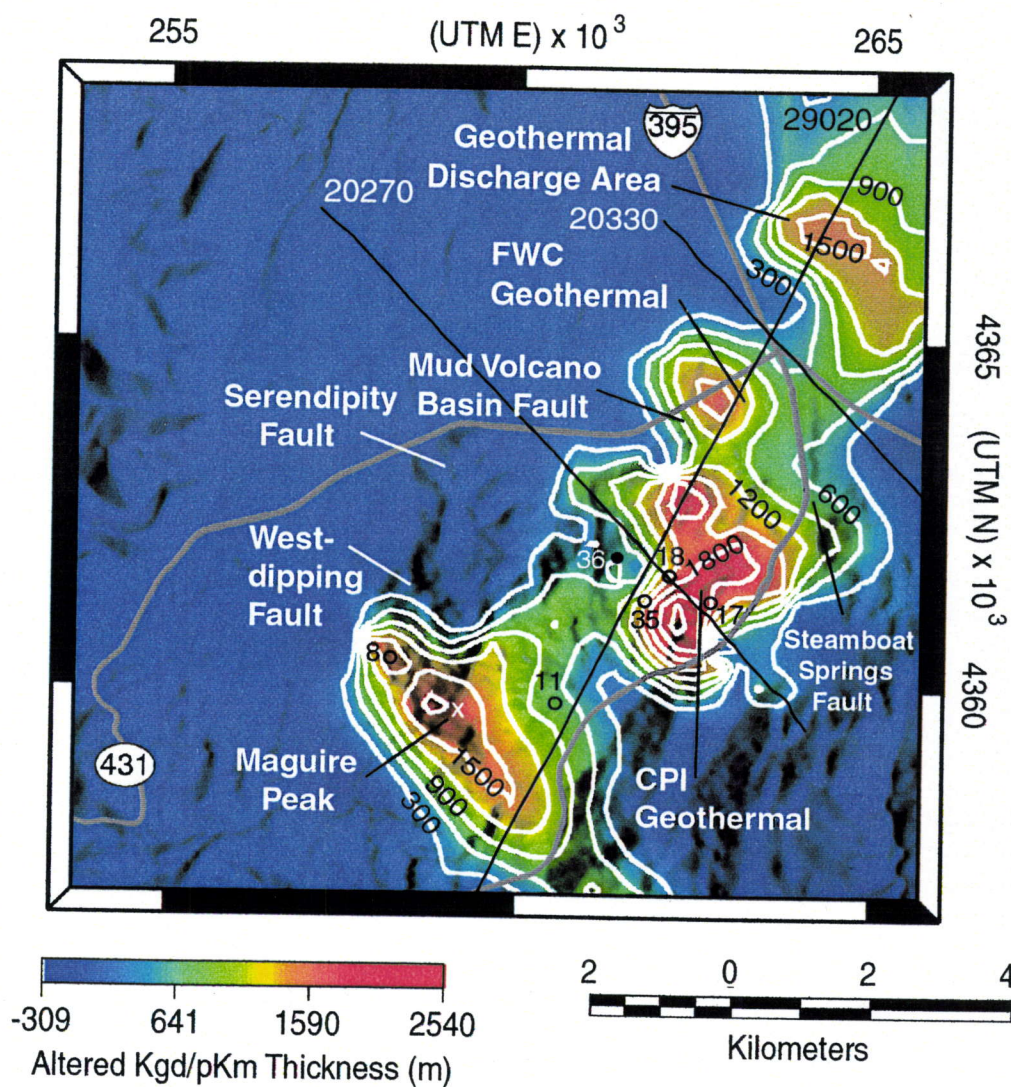 255
(UTM E) x 10³
265
395
29020
Geothermal
Discharge Area
20270
900
20330
1500
FWC
Geothermal
300
4365
Mud Volcano
Basin Fault
Serendipity
Fault
(UTM N) x 10³
1200
600
West-
dipping
Fault
36
18
1800
35
17
Steamboat
Springs
Fault
8
11
4360
x
431
Maguire
Peak
1500
900
300
CPI
Geothermal
-309
641
1590
2540
Altered Kgd/pKm Thickness (m)
2
0
2
4
Kilometers